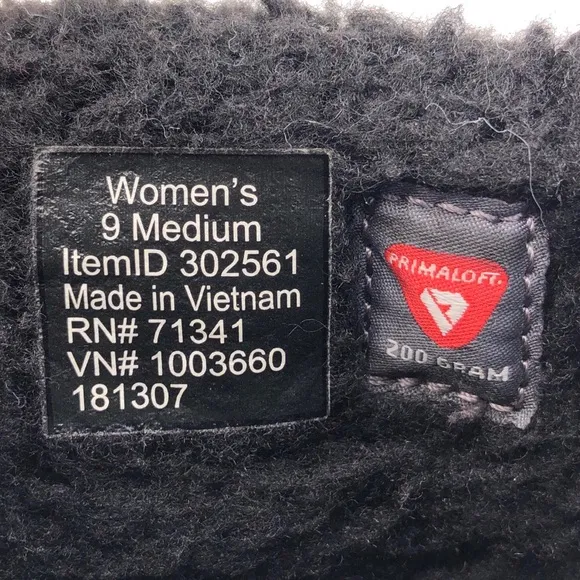 Women's
9 Medium
ItemID 302561
Made in Vietnam
RN# 71341
VN# 1003660
181307
PRIMALOFT
200 GRAM